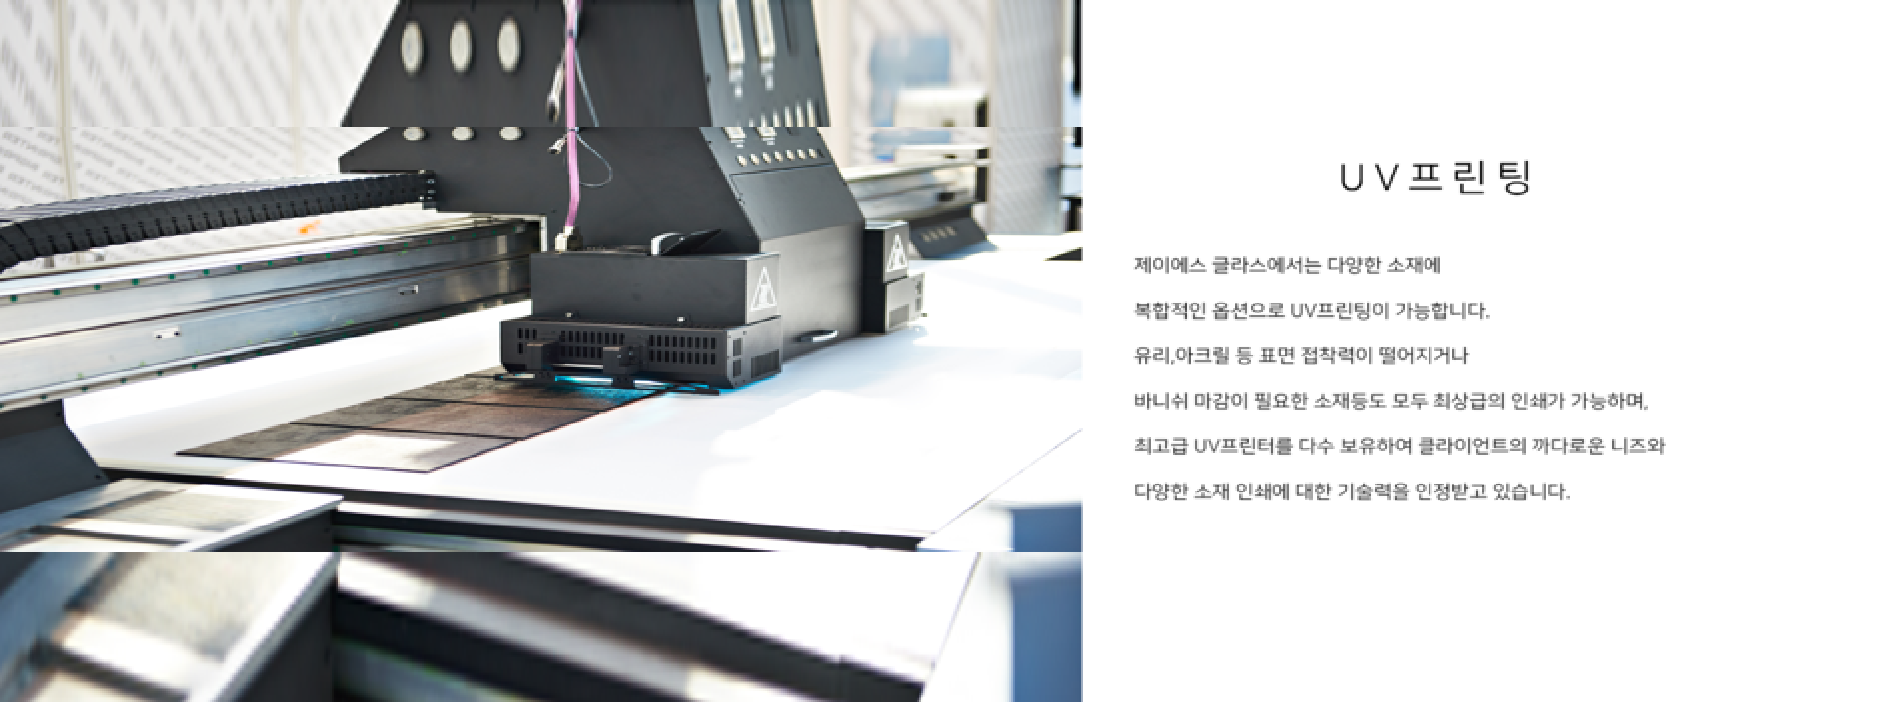 UV프린팅
제이에스 글라스에서는 다양한 소재에
복합적인 옵션으로 UV프린팅이 가능합니다.
유리,아크릴 등 표면 접착력이 떨어지거나
바니쉬 마감이 필요한 소재등도 모두 최상급의 인쇄가 가능하며,
최고급 UV프린터를 다수 보유하여 클라이언트의 까다로운 니즈와
다양한 소재 인쇄에 대한 기술력을 인정받고 있습니다.